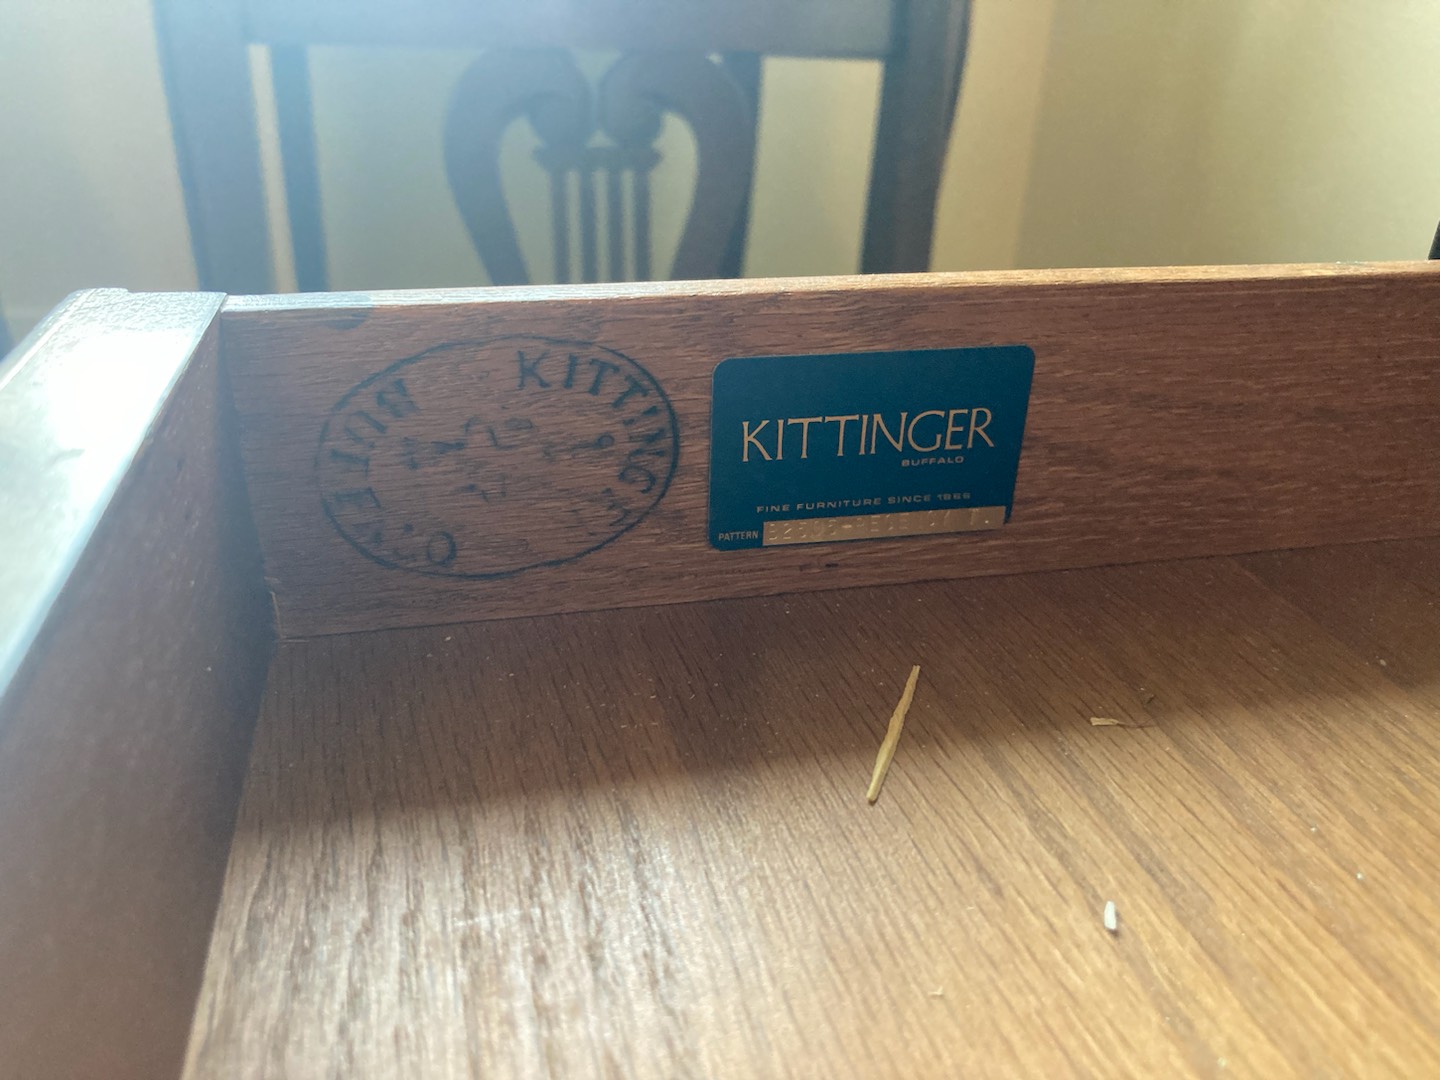 KITTINGER
BUFFALO
KITTINGER
BUFFALO
FINE FURNITURE SINCE 1866
PATTERN